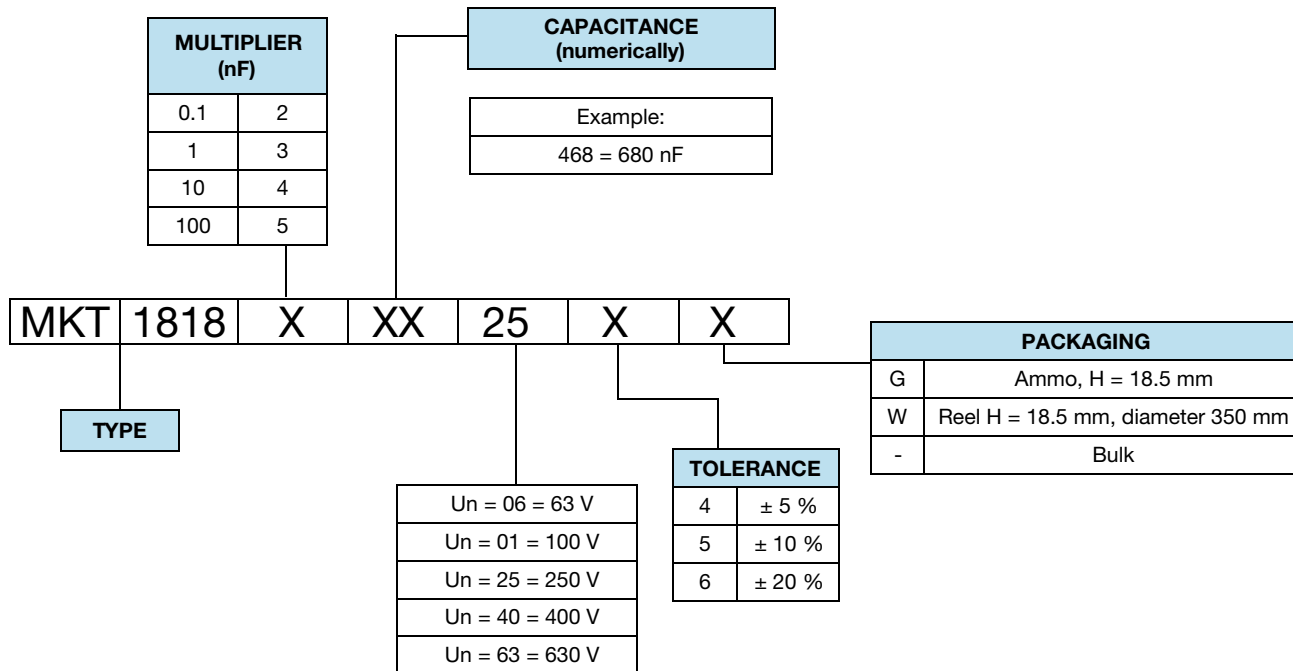 MULTIPLIER
(nF)
0.1 2
1 3
10 4
100 5
CAPACITANCE
(numerically)
Example:
468 = 680 nF
MKT 1818 X XX 25 X X
TYPE
PACKAGING
G Ammo, H = 18.5 mm
W Reel H = 18.5 mm, diameter 350 mm
- Bulk
TOLERANCE
4 ± 5 %
5 ± 10 %
6 ± 20 %
Un = 06 = 63 V
Un = 01 = 100 V
Un = 25 = 250 V
Un = 40 = 400 V
Un = 63 = 630 V